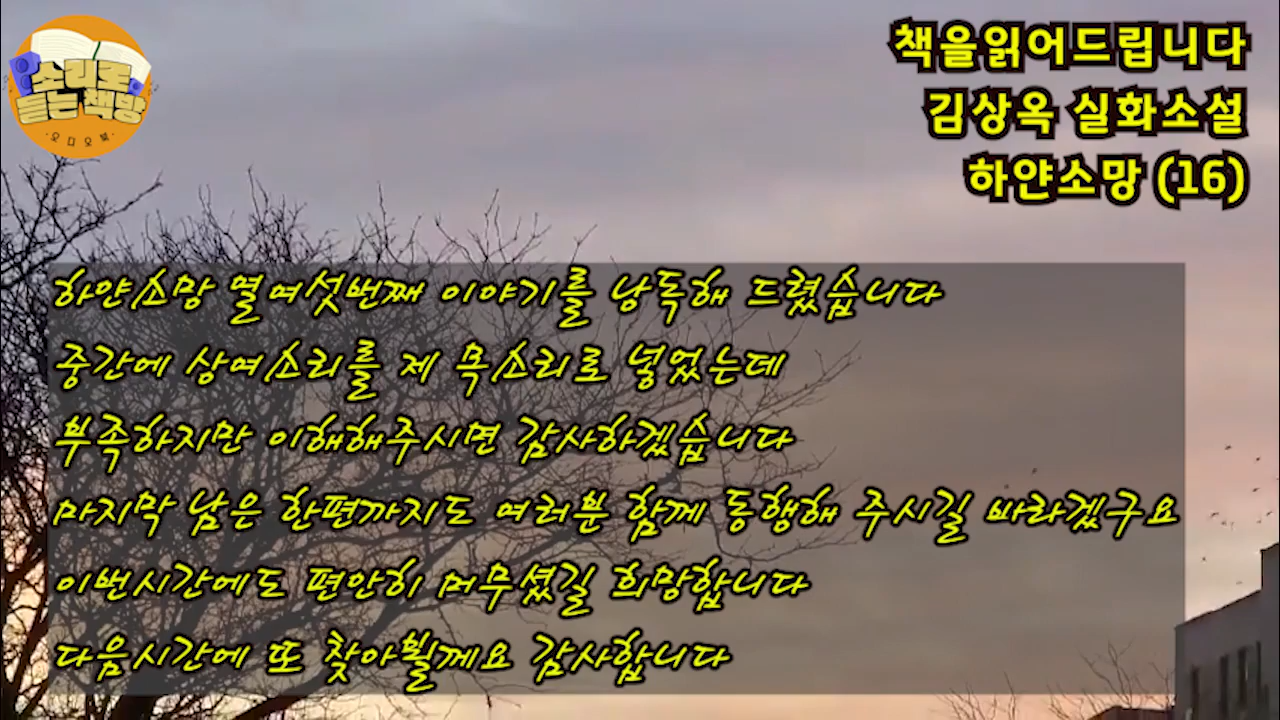 소리로
듣는 책방
·오디오북·
책을읽어드립니다
김상옥 실화소설
하얀소망 (16)
하얀소망 열여섯번째 이야기를 낭독해 드렸습니다
중간에 상여소리를 제 목소리로 넣었는데
부족하지만 이해해주시면 감사하겠습니다
마지막 남은 한편까지도 여러분 함께 동행해 주시길 바라겠구요
이번시간에도 편안히 머무셨길 희망합니다
다음시간에 또 찾아뵐께요 감사합니다